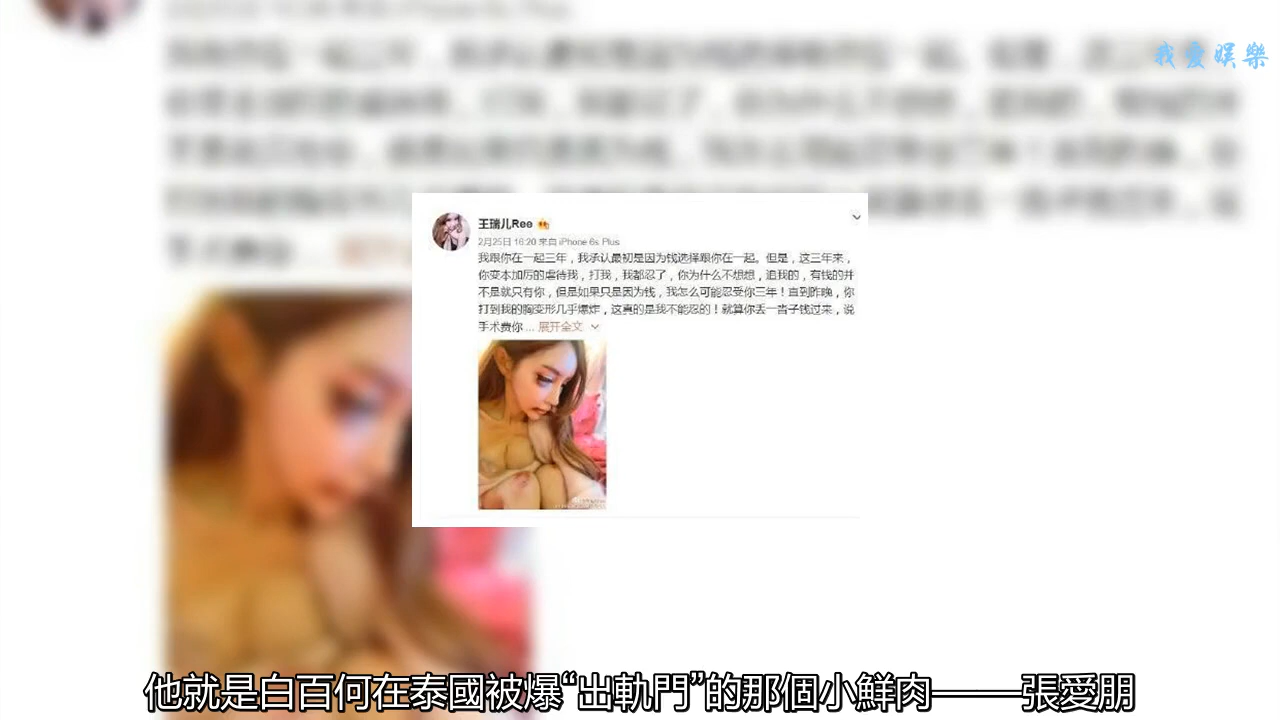 我爱娱樂
王瑞儿Ree
2月25日 16:20 来自 iPhone 6s Plus
我跟你在一起三年，我承认最初是因为钱选择跟你在一起。但是，这三年来，
你变本加厉的虐待我，打我，我都忍了，你为什么不想想，追我的，有钱的并
不是就只有你，但是如果只是因为钱，我怎么可能忍受你三年！直到昨晚，你
打到我的胸变形几乎爆炸，这真的是我不能忍的！就算你丢一沓子钱过来，说
手术费你... 展开全文
他就是白百何在泰國被爆“出軌門”的那個小鮮肉——張愛朋